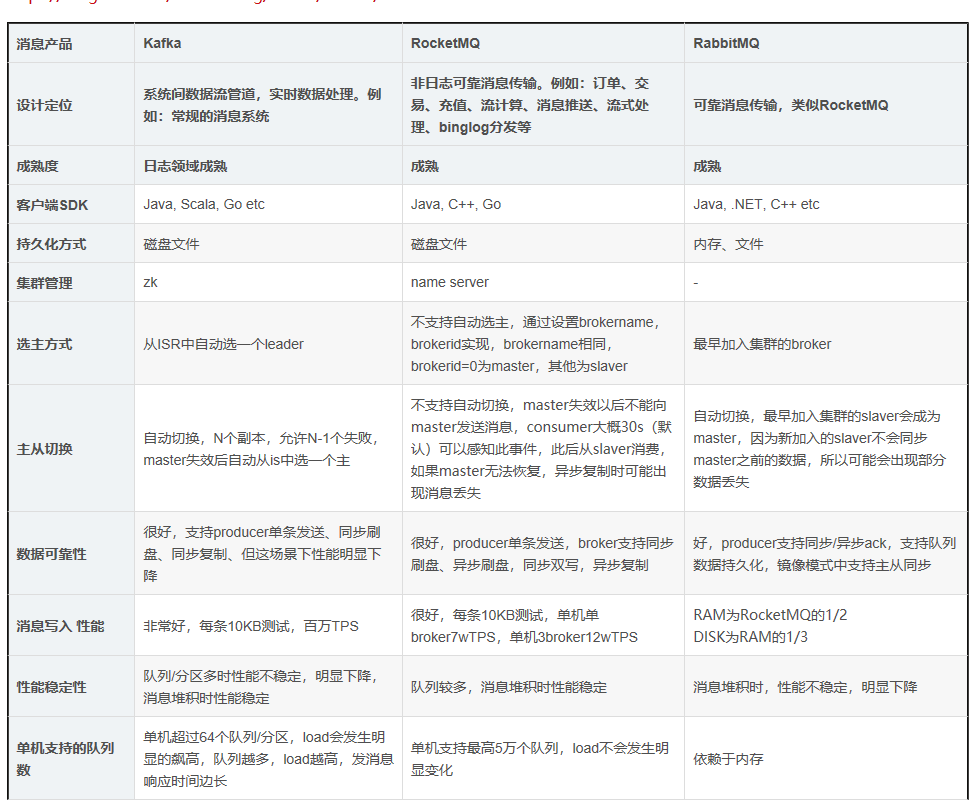 消息产品 Kafka RocketMQ RabbitMQ
设计定位
系统间数据流管道，实时数据处理。例
如：常规的消息系统
非日志可靠消息传输。例如：订单、交
易、充值、流计算、消息推送、流式处
理、binglog分发等
可靠消息传输，类似RocketMQ
成熟度 日志领域成熟 成熟 成熟
客户端SDK Java, Scala, Go etc Java, C++, Go Java, .NET, C++ etc
持久化方式 磁盘文件 磁盘文件 内存、文件
集群管理 zk name server -
选主方式
从ISR中自动选一个leader
不支持自动选主，通过设置brokername，
brokerid实现，brokername相同，
brokerid=0为master，其他为slaver
最早加入集群的broker
主从切换
自动切换，N个副本，允许N-1个失败，
master失效后自动从is中选一个主
不支持自动切换，master失效以后不能向
master发送消息，consumer大概30s（默
认）可以感知此事件，此后从slaver消费，
如果master无法恢复，异步复制时可能出
现消息丢失
自动切换，最早加入集群的slaver会成为
master，因为新加入的slaver不会同步
master之前的数据，所以可能会出现部分
数据丢失
数据可靠性
很好，支持producer单条发送、同步刷
盘、同步复制、但这场景下性能明显下
降
很好，producer单条发送，broker支持同步
刷盘、异步刷盘，同步双写，异步复制
好，producer支持同步/异步ack，支持队列
数据持久化，镜像模式中支持主从同步
消息写入 性能
非常好，每条10KB测试，百万TPS
很好，每条10KB测试，单机单
broker7wTPS，单机3broker12wTPS
RAM为RocketMQ的1/2
DISK为RAM的1/3
性能稳定性
队列/分区多时性能不稳定，明显下降，
消息堆积时性能稳定
队列较多，消息堆积时性能稳定
消息堆积时，性能不稳定，明显下降
单机支持的队列
数
单机超过64个队列/分区，load会发生明
显的飙高，队列越多，load越高，发消息
响应时间边长
单机支持最高5万个队列，load不会发生明
显变化
依赖于内存